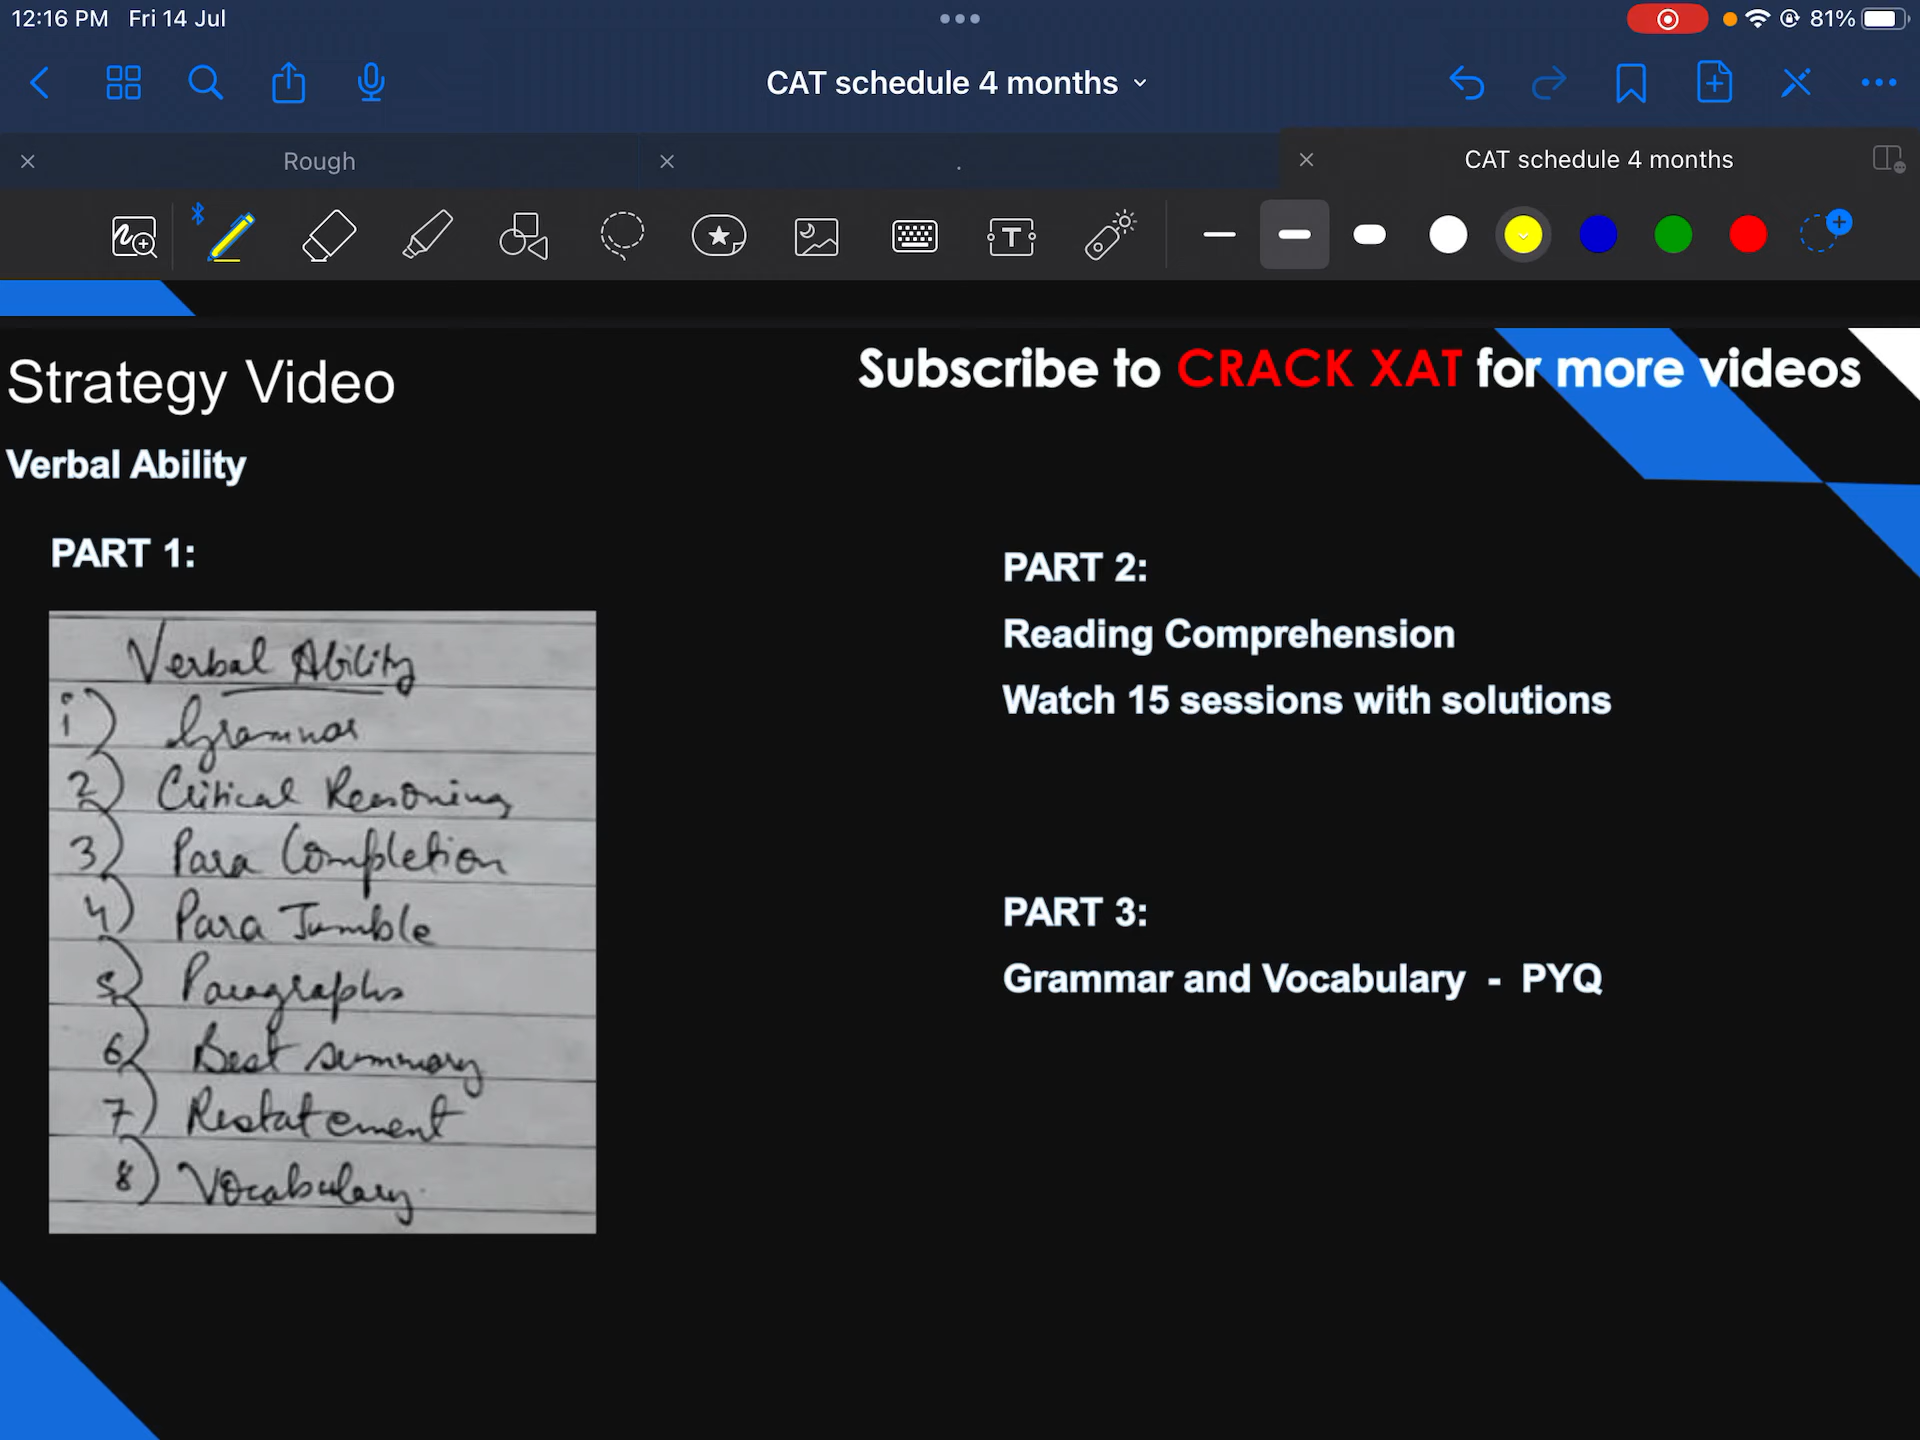 12:16 PM Fri 14 Jul
81%
CAT schedule 4 months
Rough
.
CAT schedule 4 months
T
Strategy Video
Subscribe to CRACK XAT for more videos
Verbal Ability
PART 1:
Verbal Ability
1) Grammar
2) Critical Reasoning
3) Para Completion
4) Para Jumble
5) Paragraphs
6) Best summary
7) Restatement
8) Vocabulary.
PART 2:
Reading Comprehension
Watch 15 sessions with solutions
PART 3:
Grammar and Vocabulary - PYQ